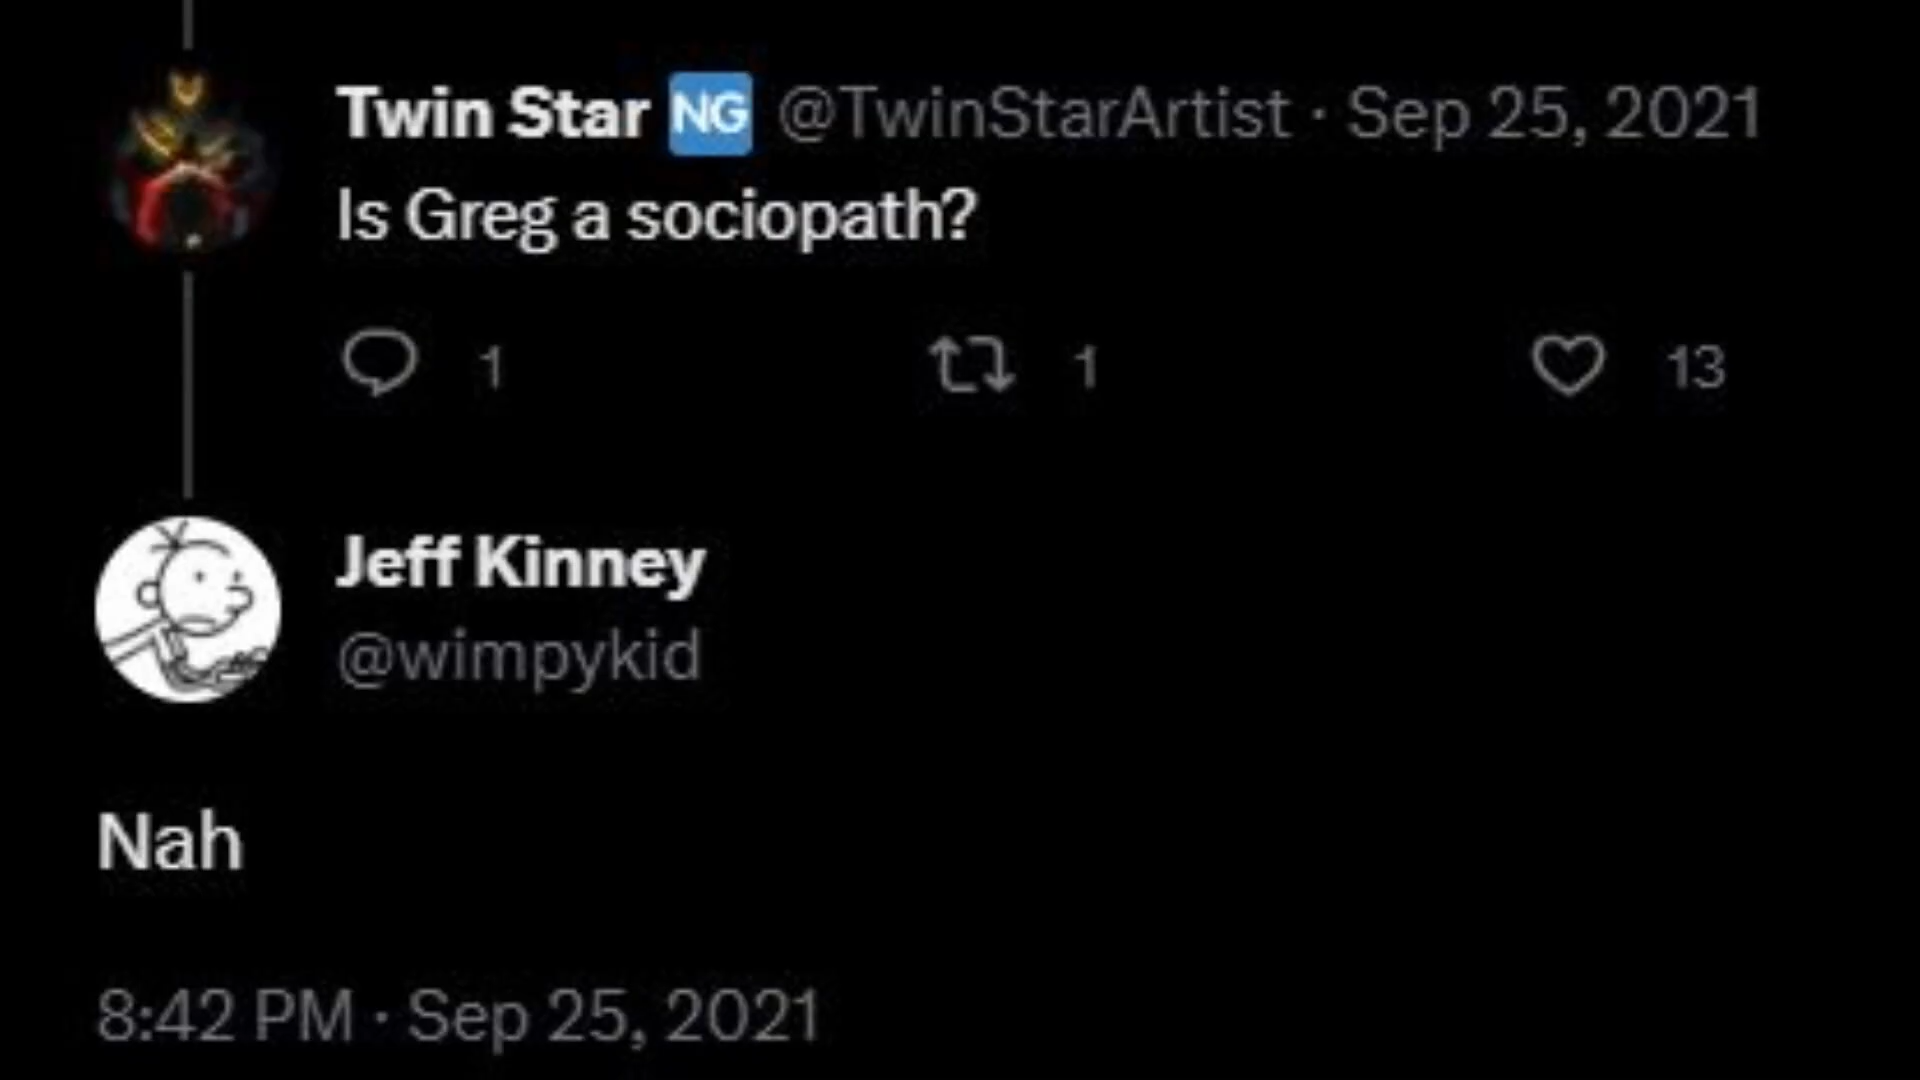 Twin Star 🆖 @TwinStarArtist · Sep 25, 2021
Is Greg a sociopath?
1 1 13
Jeff Kinney
@wimpykid
Nah
8:42 PM · Sep 25, 2021